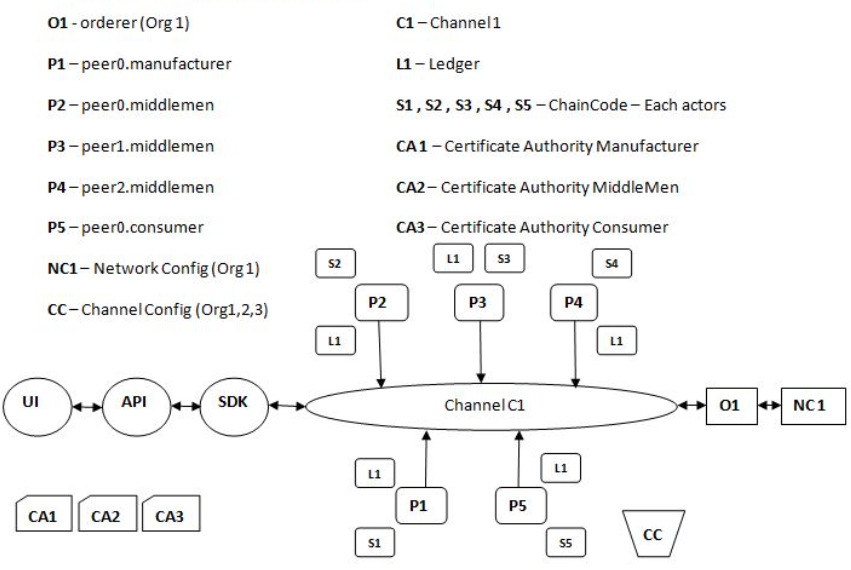 O1 - orderer (Org 1)
C1 – Channel 1
P1 – peer0.manufacturer
L1 – Ledger
P2 – peer0.middlemen
S1 , S2 , S3 , S4 , S5 – ChainCode – Each actors
P3 – peer1.middlemen
CA1 – Certificate Authority Manufacturer
P4 – peer2.middlemen
CA2 – Certificate Authority MiddleMen
P5 – peer0.consumer
CA3 – Certificate Authority Consumer
NC1 – Network Config (Org 1)
CC – Channel Config (Org1,2,3)
S2
L1
S3
S4
P2
P3
P4
L1
L1
UI
API
SDK
Channel C1
O1
NC 1
L1
L1
P1
P5
CA1
CA2
CA3
CC
S1
S5